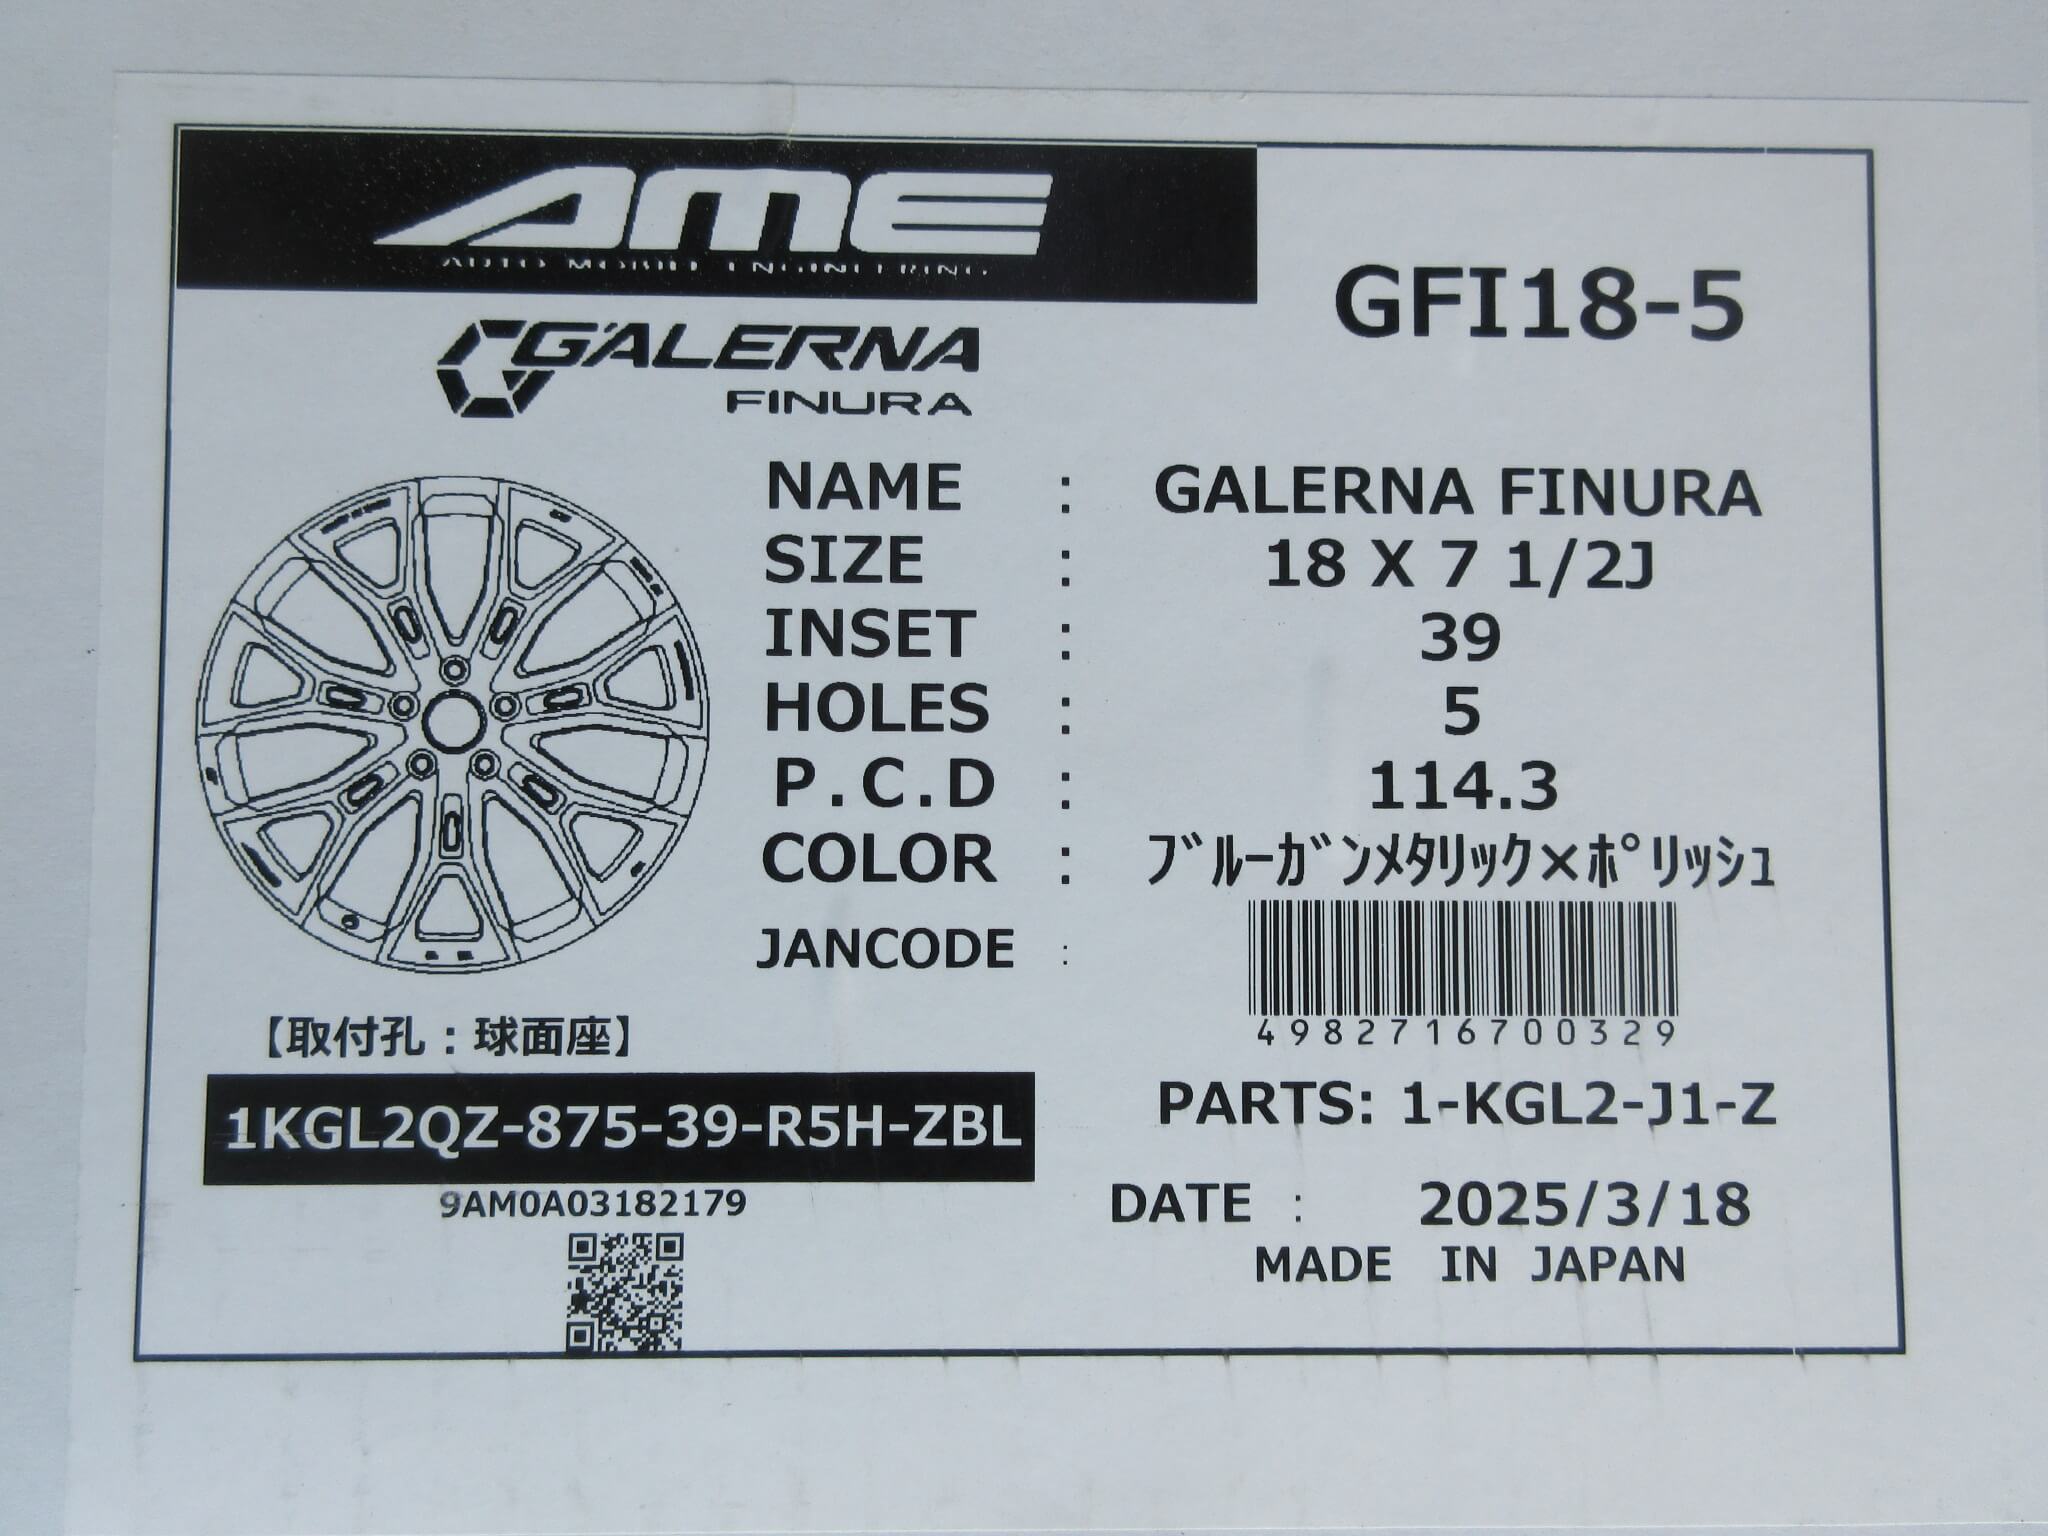 AME
AUTO MOBILE ENGINEERING
GFI18-5
GALERNA
FINURA
NAME : GALERNA FINURA
SIZE : 18 X 7 1/2J
INSET : 39
HOLES : 5
P.C.D : 114.3
COLOR : ﾌﾞﾙｰｶﾞﾝﾒﾀﾘｯｸ×ﾎﾟﾘｯｼｭ
JANCODE :
4982716700329
【取付孔：球面座】
1KGL2QZ-875-39-R5H-ZBL
PARTS: 1-KGL2-J1-Z
9AM0A03182179
DATE : 2025/3/18
MADE IN JAPAN